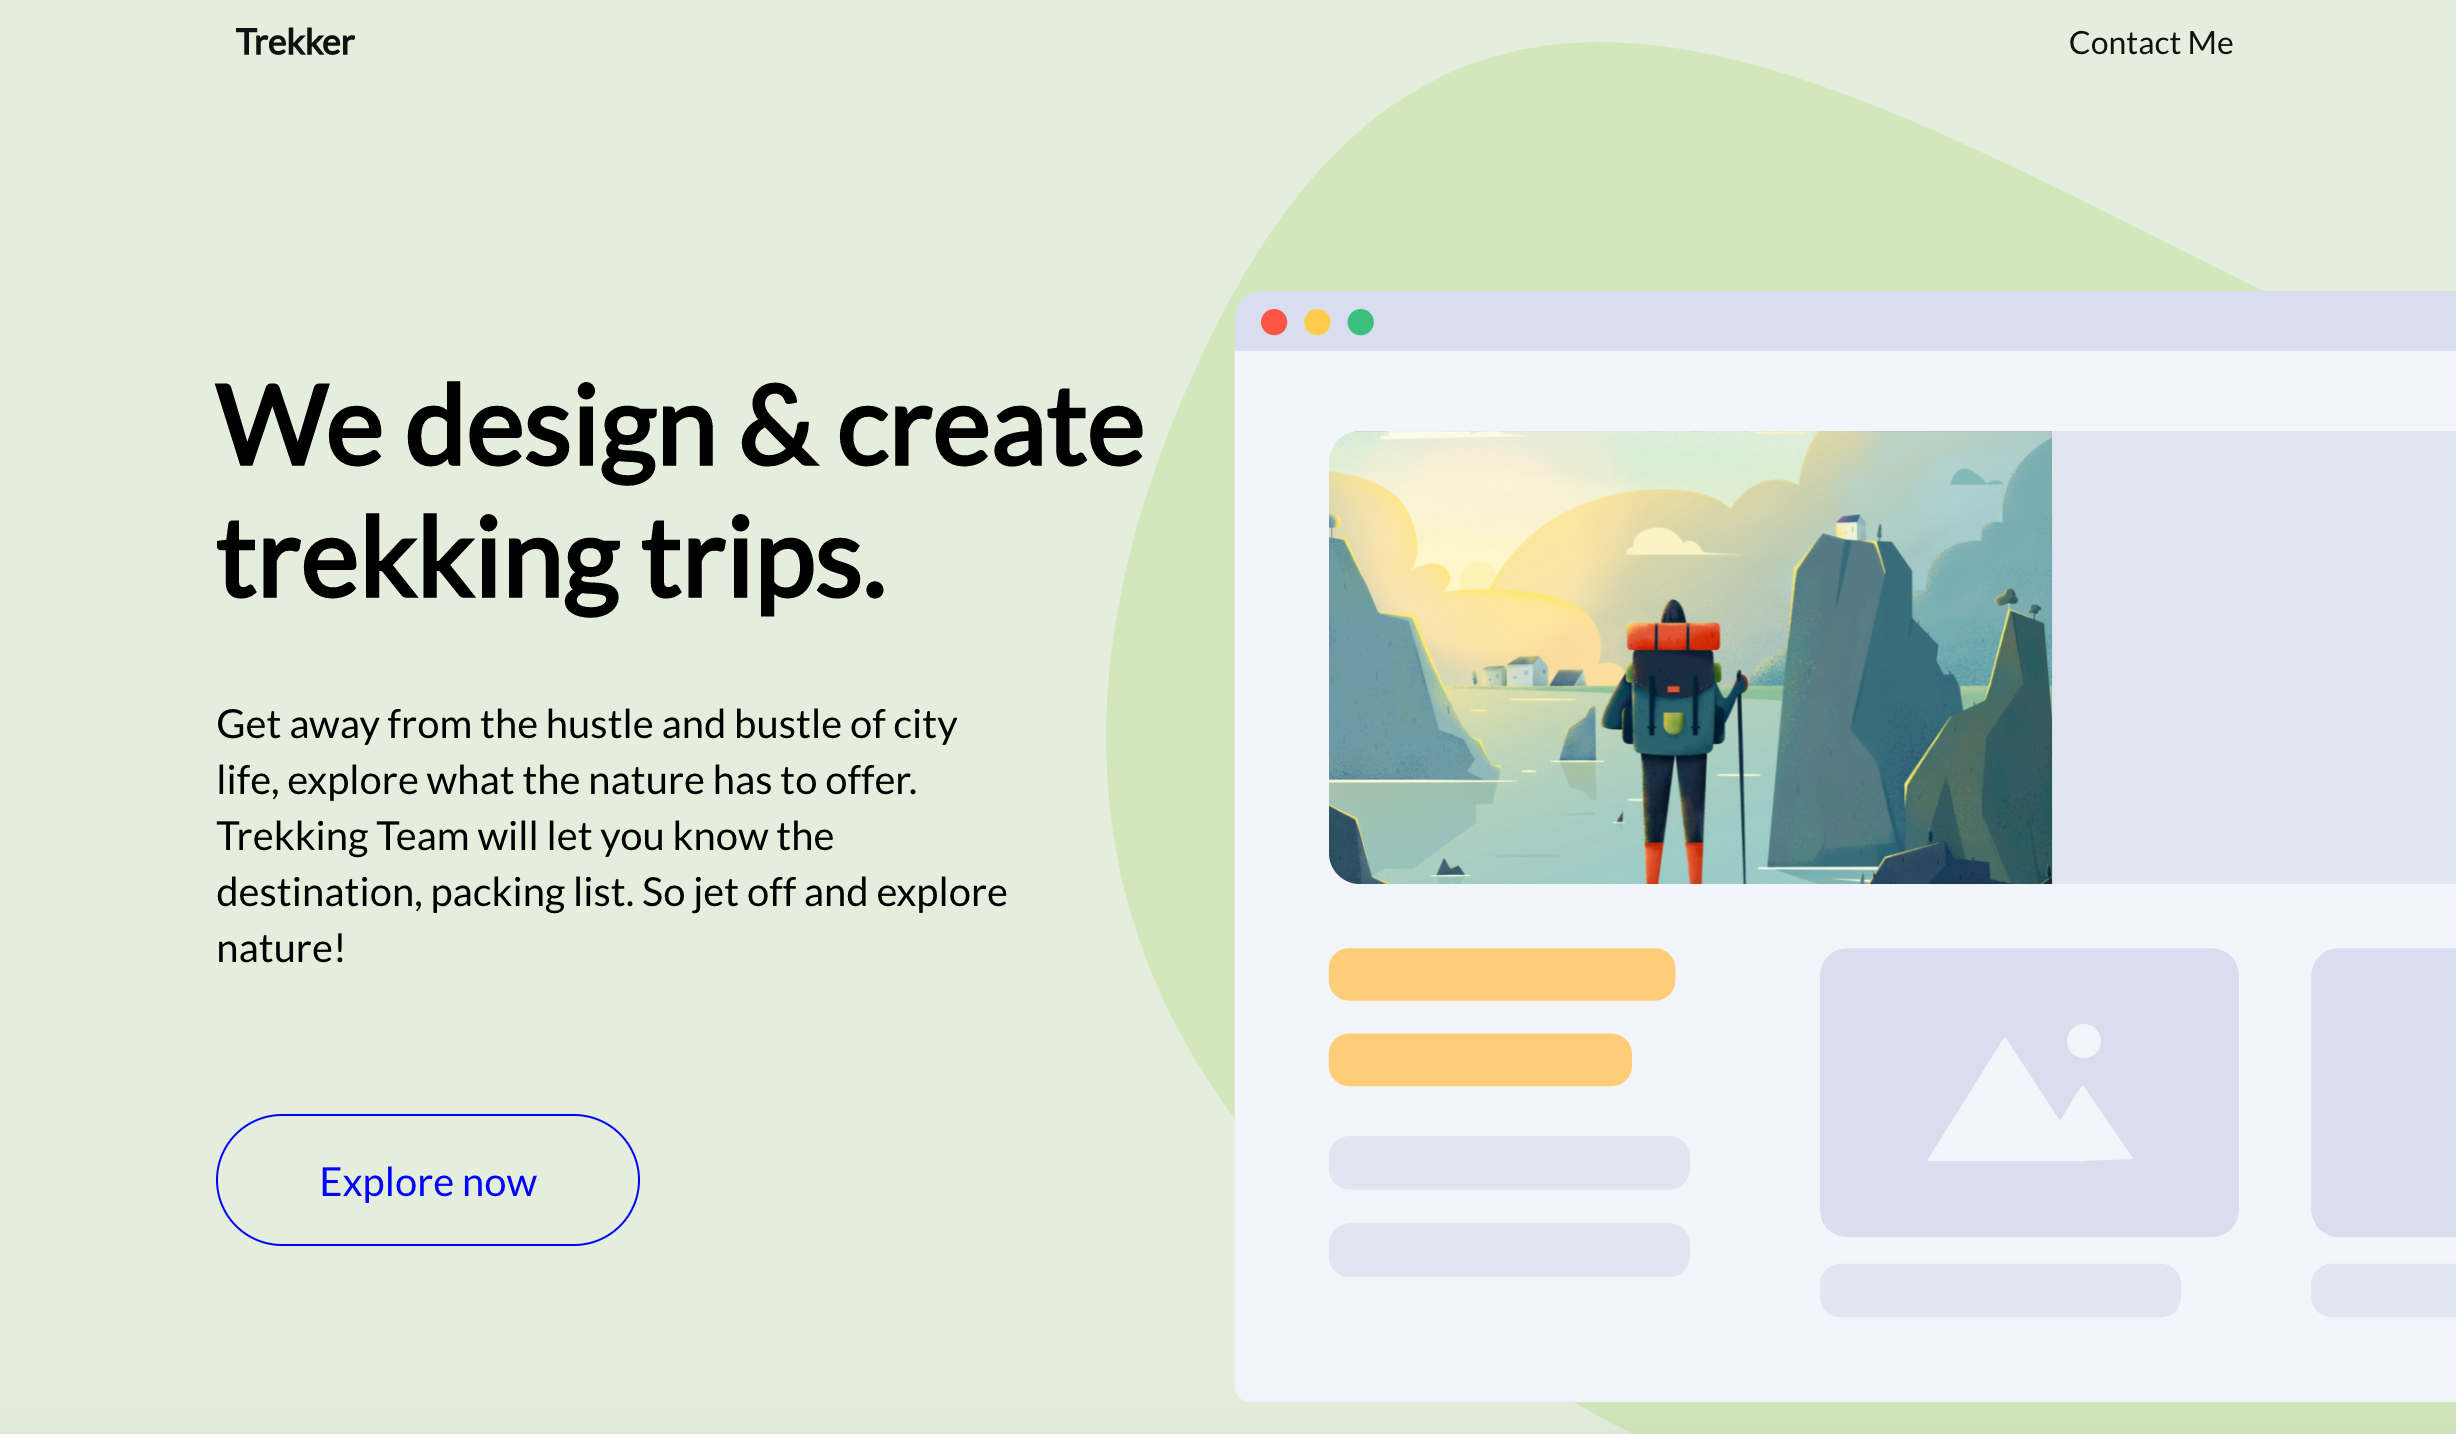 Trekker
Contact Me
We design & create
trekking trips.
Get away from the hustle and bustle of city
life, explore what the nature has to offer.
Trekking Team will let you know the
destination, packing list. So jet off and explore
nature!
Explore now